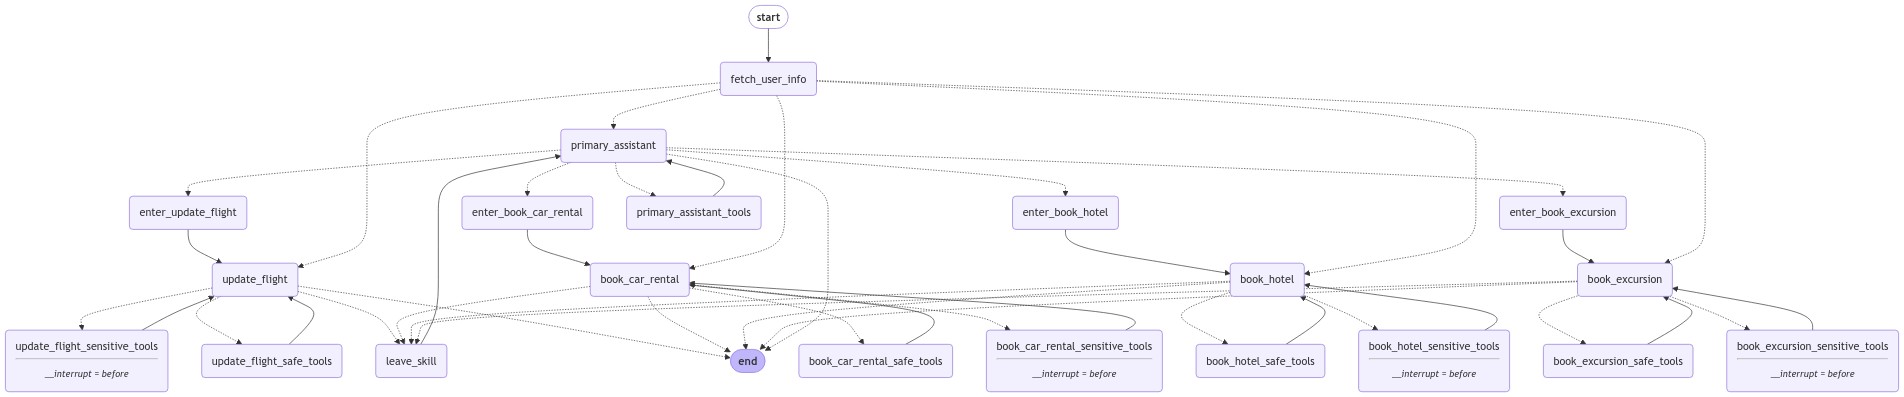 start
fetch_user_info
primary_assistant
enter_update_flight
enter_book_car_rental
primary_assistant_tools
enter_book_hotel
enter_book_excursion
update_flight
book_car_rental
book_hotel
book_excursion
update_flight_sensitive_tools
__interrupt = before
update_flight_safe_tools
leave_skill
end
book_car_rental_safe_tools
book_car_rental_sensitive_tools
__interrupt = before
book_hotel_safe_tools
book_hotel_sensitive_tools
__interrupt = before
book_excursion_safe_tools
book_excursion_sensitive_tools
__interrupt = before